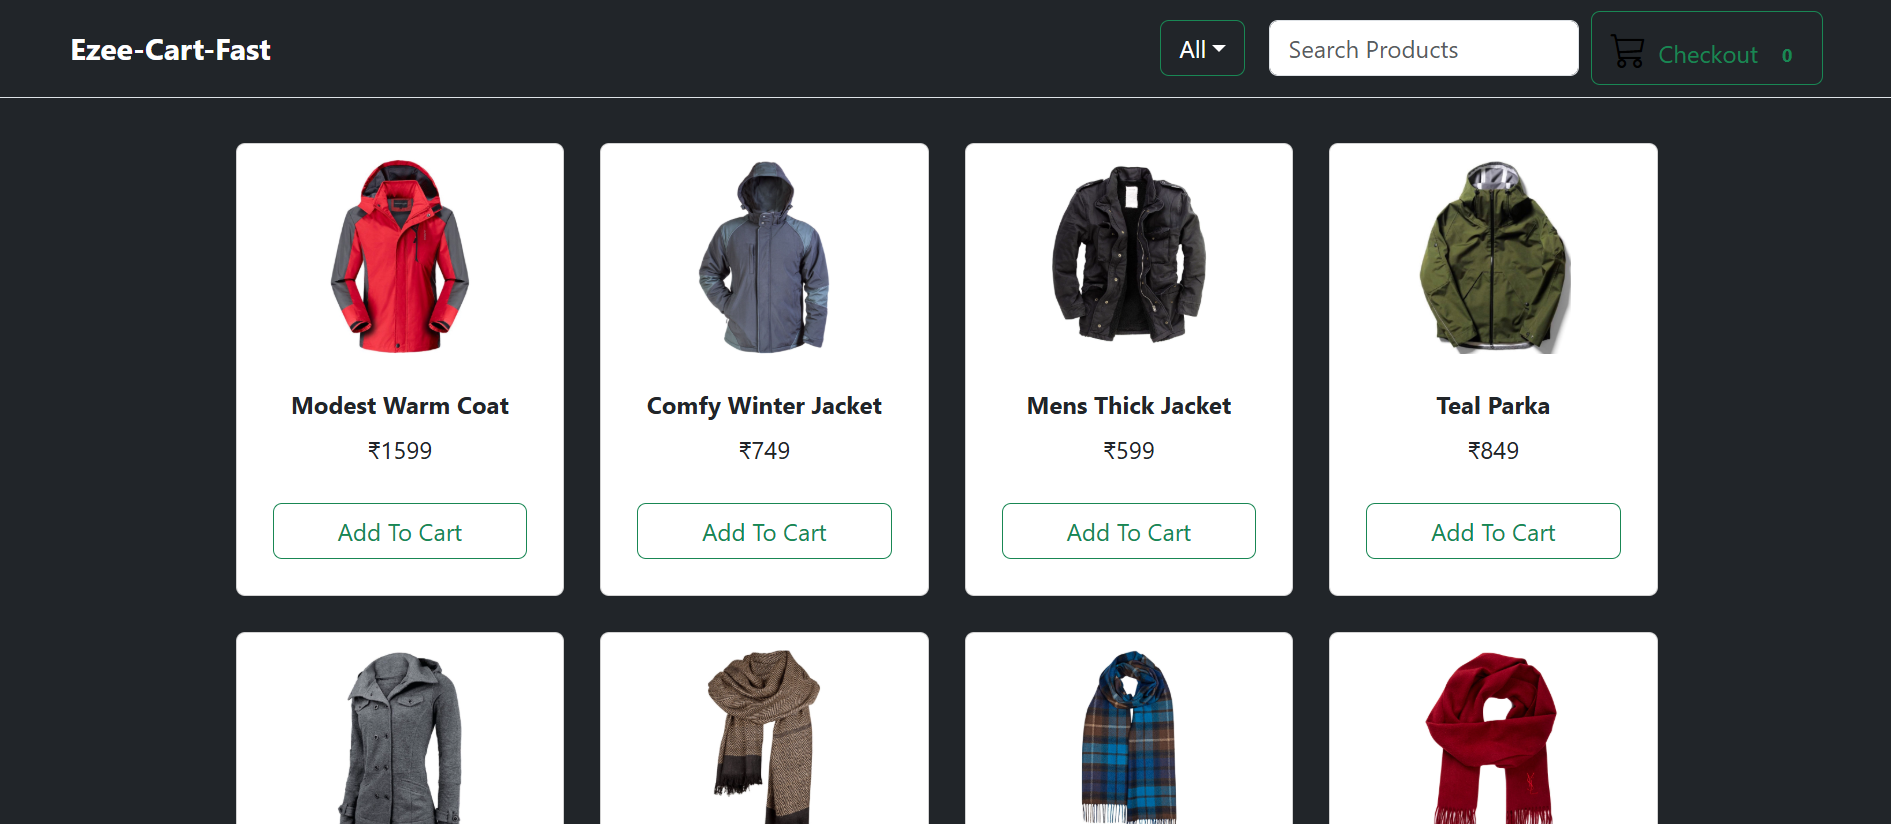 Ezee-Cart-Fast
All
Search Products
Checkout 0
Modest Warm Coat
₹1599
Add To Cart
Comfy Winter Jacket
₹749
Add To Cart
Mens Thick Jacket
₹599
Add To Cart
Teal Parka
₹849
Add To Cart